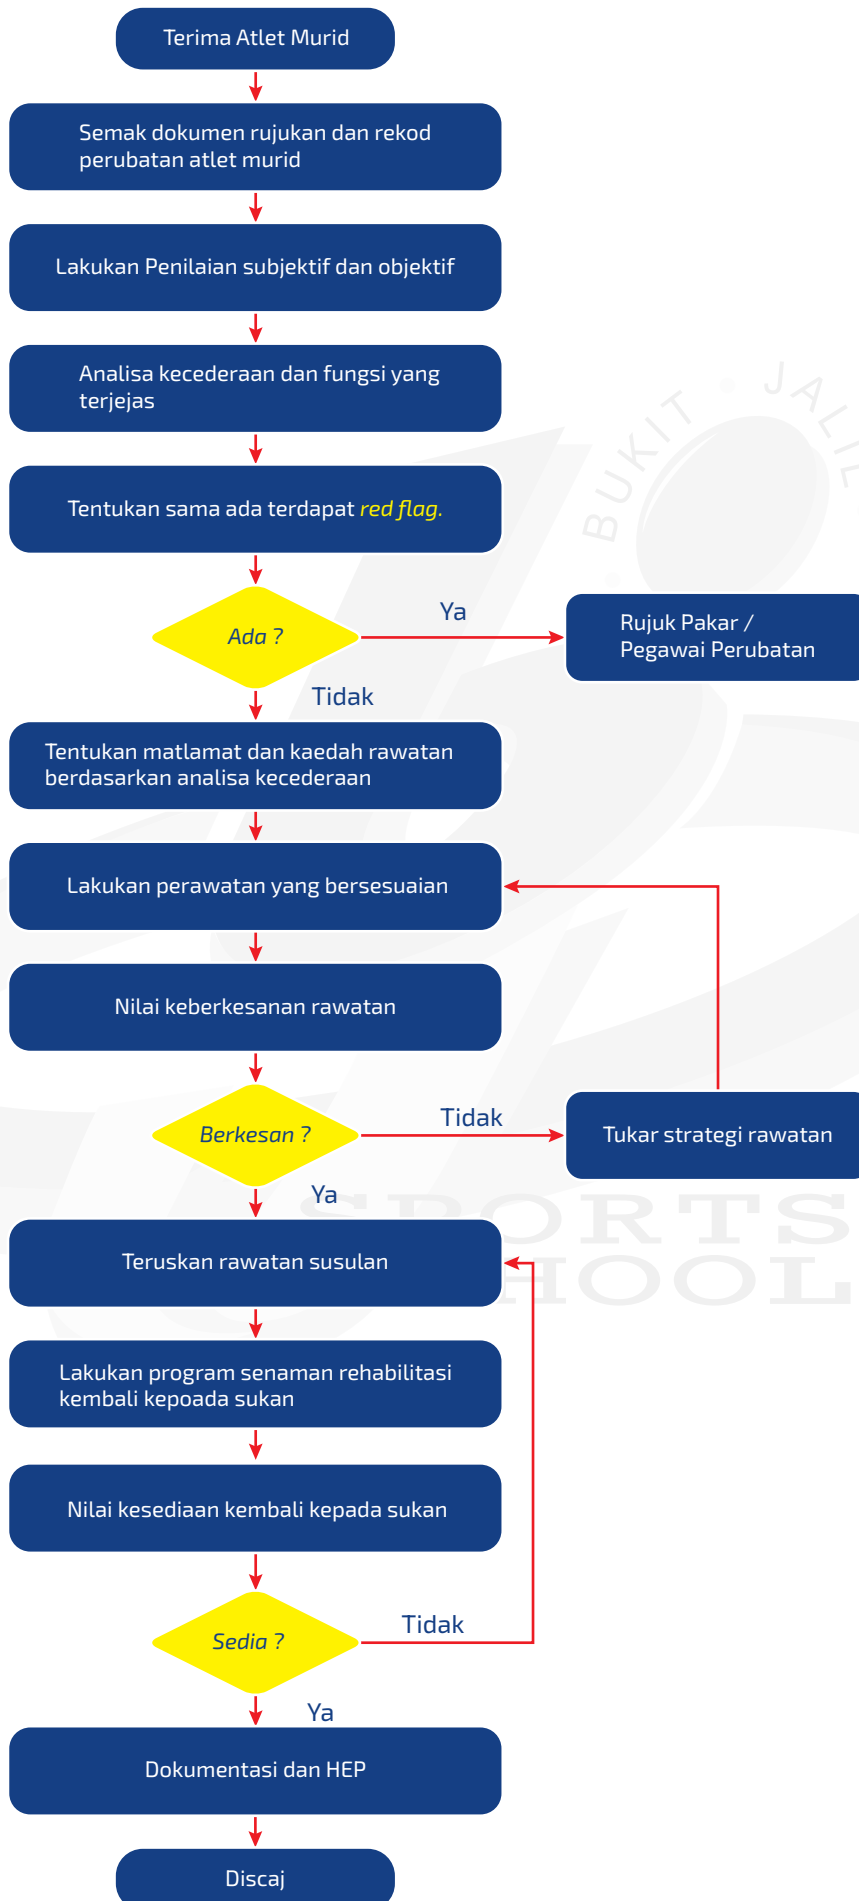 Terima Atlet Murid
Semak dokumen rujukan dan rekod
perubatan atlet murid
Lakukan Penilaian subjektif dan objektif
Analisa kecederaan dan fungsi yang
terjejas
BUKIT · JALIL
Tentukan sama ada terdapat red flag.
Ada ?
Ya
Rujuk Pakar /
Pegawai Perubatan
Tidak
Tentukan matlamat dan kaedah rawatan
berdasarkan analisa kecederaan
Lakukan perawatan yang bersesuaian
Nilai keberkesanan rawatan
Berkesan ?
Tidak
Tukar strategi rawatan
Ya
SPORTS
Teruskan rawatan susulan
HOOL
Lakukan program senaman rehabilitasi
kembali kepoada sukan
Nilai kesediaan kembali kepada sukan
Sedia ?
Tidak
Ya
Dokumentasi dan HEP
Discaj